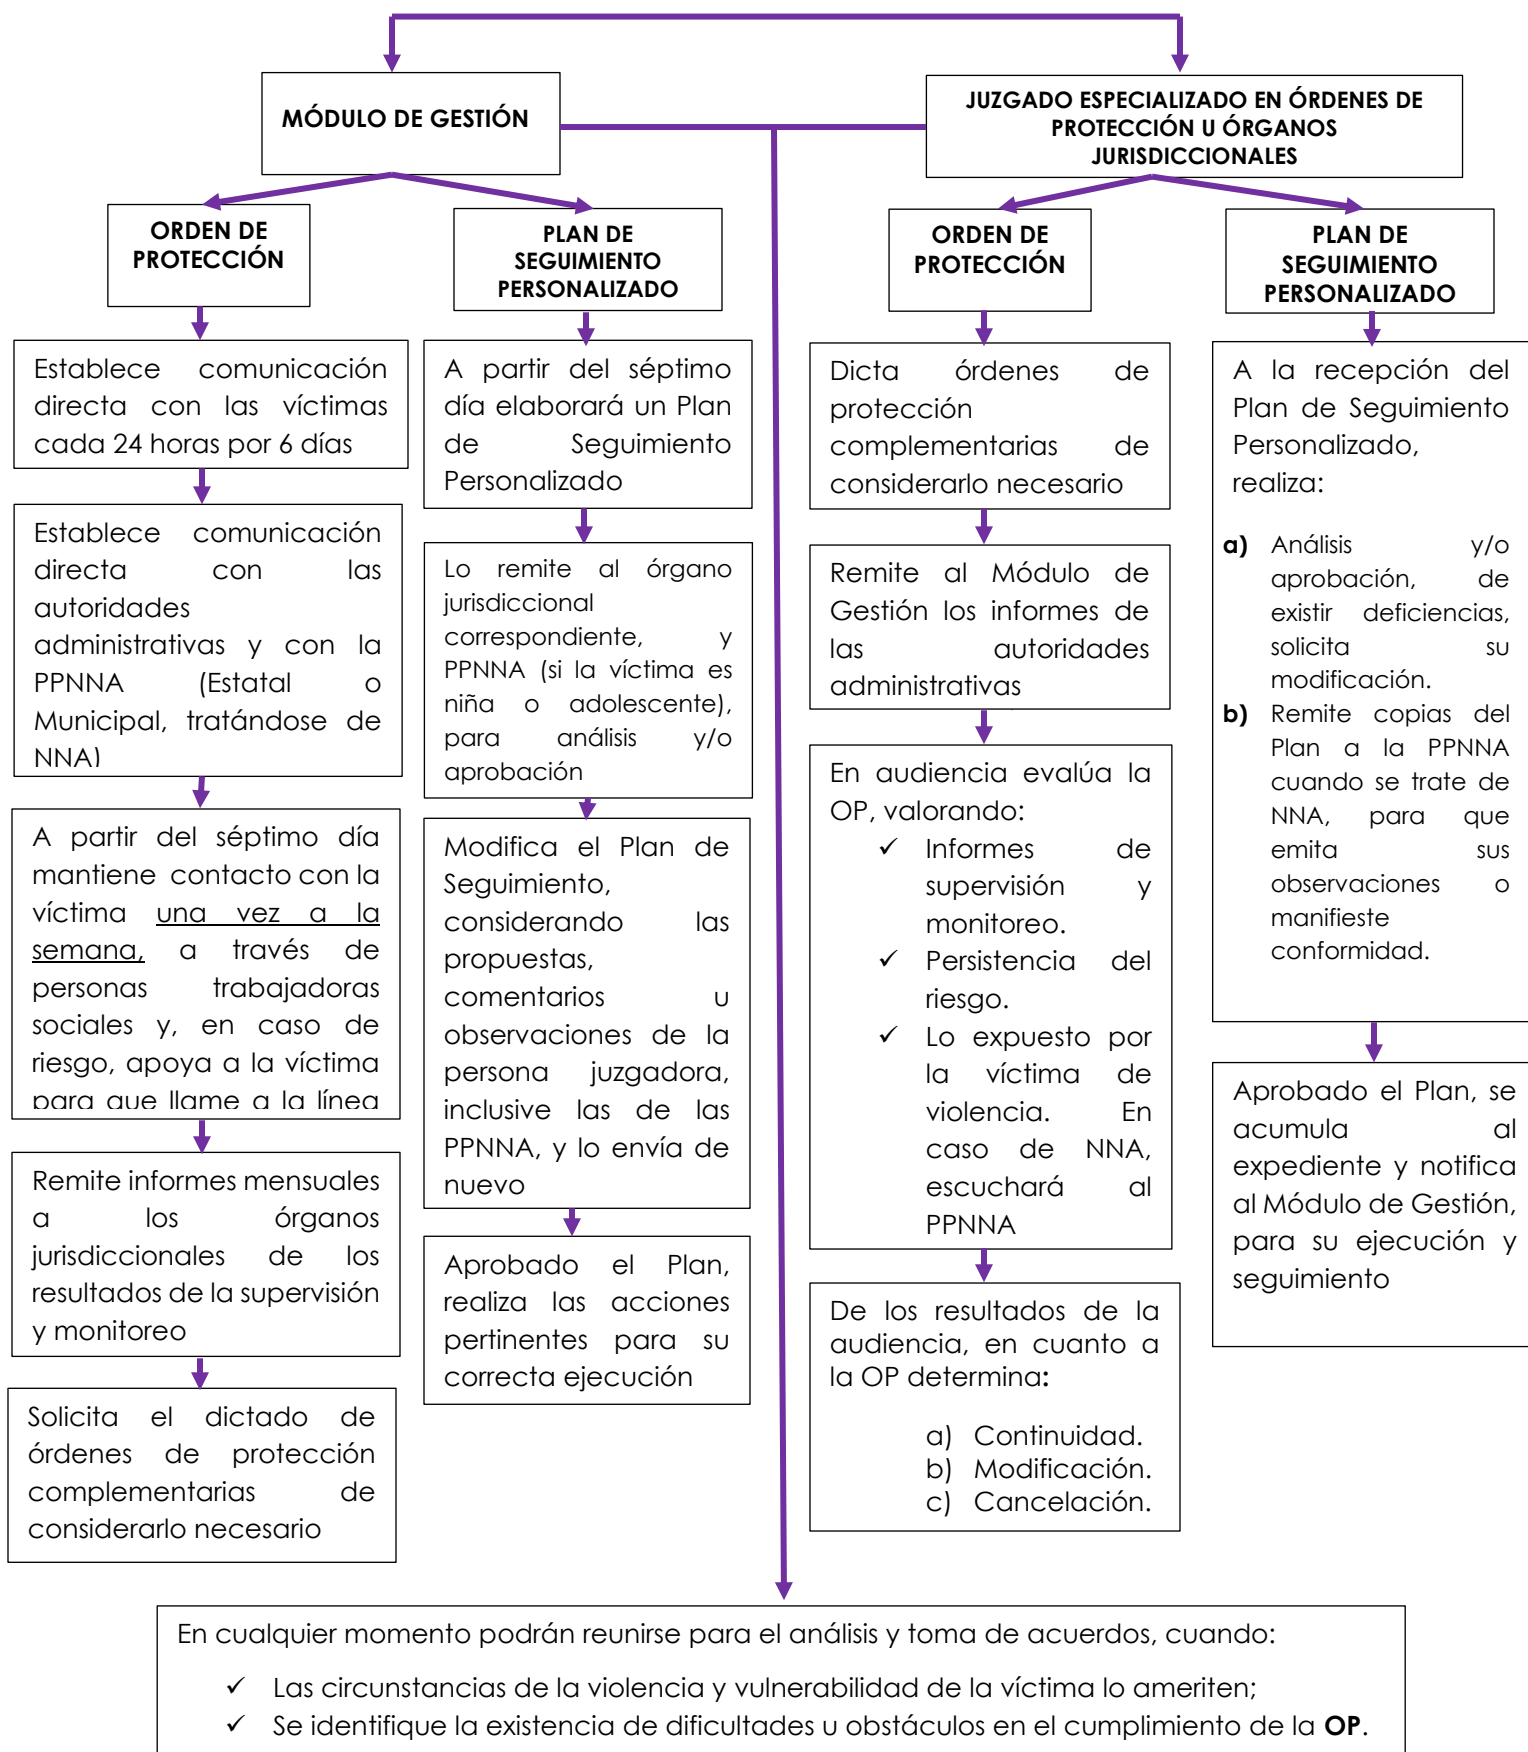 MÓDULO DE GESTIÓN
JUZGADO ESPECIALIZADO EN ÓRDENES DE
PROTECCIÓN U ÓRGANOS
JURISDICCIONALES
ORDEN DE
PROTECCIÓN
PLAN DE
SEGUIMIENTO
PERSONALIZADO
ORDEN DE
PROTECCIÓN
PLAN DE
SEGUIMIENTO
PERSONALIZADO
Establece comunicación
directa con las víctimas
cada 24 horas por 6 días
Establece comunicación
directa con las
autoridades
administrativas y con la
PPNNA (Estatal o
Municipal, tratándose de
NNA)
A partir del séptimo día
mantiene contacto con la
víctima una vez a la
semana, a través de
personas trabajadoras
sociales y, en caso de
riesgo, apoya a la víctima
para que llame a la línea
Remite informes mensuales
a los órganos
jurisdiccionales de los
resultados de la supervisión
y monitoreo
Solicita el dictado de
órdenes de protección
complementarias de
considerarlo necesario
A partir del séptimo
día elaborará un Plan
de Seguimiento
Personalizado
Lo remite al órgano
jurisdiccional
correspondiente, y
PPNNA (si la víctima es
niña o adolescente),
para análisis y/o
aprobación
Modifica el Plan de
Seguimiento,
considerando las
propuestas,
comentarios u
observaciones de la
persona juzgadora,
inclusive las de las
PPNNA, y lo envía de
nuevo
Aprobado el Plan,
realiza las acciones
pertinentes para su
correcta ejecución
Dicta órdenes de
protección
complementarias de
considerarlo necesario
Remite al Módulo de
Gestión los informes de
las autoridades
administrativas
En audiencia evalúa la
OP, valorando:
✓ Informes de
supervisión y
monitoreo.
✓ Persistencia del
riesgo.
✓ Lo expuesto por
la víctima de
violencia. En
caso de NNA,
escuchará al
PPNNA
De los resultados de la
audiencia, en cuanto a
la OP determina:
a) Continuidad.
b) Modificación.
c) Cancelación.
A la recepción del
Plan de Seguimiento
Personalizado,
realiza:
a) Análisis y/o
aprobación, de
existir deficiencias,
solicita su
modificación.
b) Remite copias del
Plan a la PPNNA
cuando se trate de
NNA, para que
emita sus
observaciones o
manifieste
conformidad.
Aprobado el Plan, se
acumula al
expediente y notifica
al Módulo de Gestión,
para su ejecución y
seguimiento
En cualquier momento podrán reunirse para el análisis y toma de acuerdos, cuando:
✓ Las circunstancias de la violencia y vulnerabilidad de la víctima lo ameriten;
✓ Se identifique la existencia de dificultades u obstáculos en el cumplimiento de la OP.